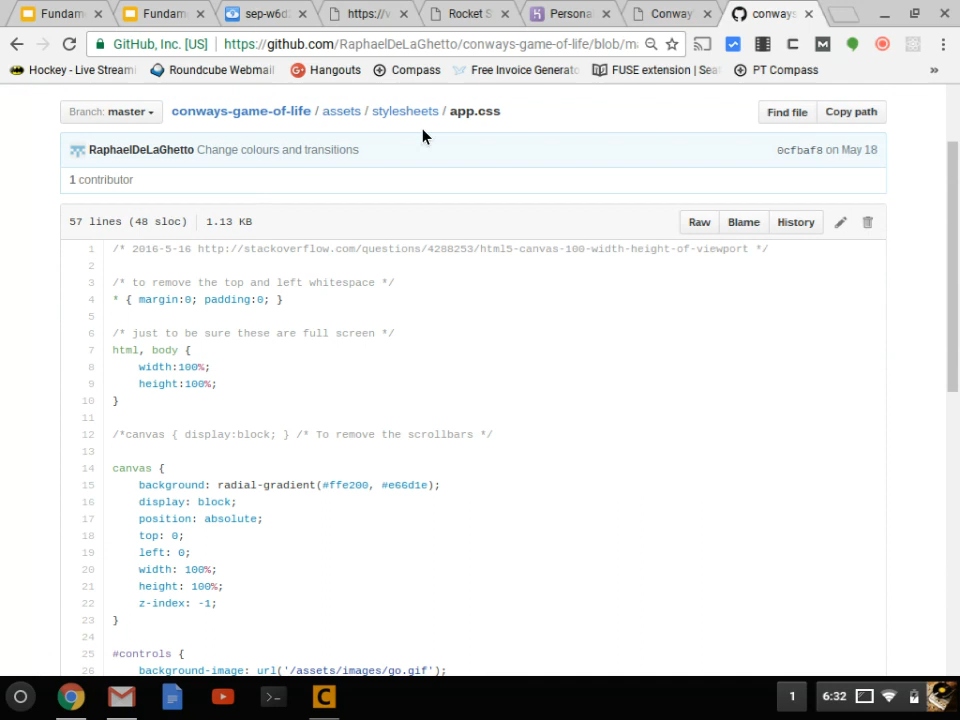 Fundam
Fundam
sep-w6d
https://v
Rocket S
Persona
Conway
conways
GitHub, Inc. [US]
https://github.com/RaphaelDeLaGhetto/conways-game-of-life/blob/ma
Hockey - Live Stream
Roundcube Webmail
Hangouts
Compass
Free Invoice Generato
FUSE extension | Sea
PT Compass
»
Branch: master
conways-game-of-life / assets / stylesheets / app.css
Find file
Copy path
RaphaelDeLaGhetto Change colours and transitions
0cfbaf8 on May 18
1 contributor
57 lines (48 sloc)
1.13 KB
Raw
Blame
History
1 /* 2016-5-16 http://stackoverflow.com/questions/4288253/html5-canvas-100-width-height-of-viewport */
2
3 /* to remove the top and left whitespace */
4 * { margin:0; padding:0; }
5
6 /* just to be sure these are full screen */
7 html, body {
8 width:100%;
9 height:100%;
10 }
11
12 /*canvas { display:block; } /* To remove the scrollbars */
13
14 canvas {
15 background: radial-gradient(#ffe200, #e66d1e);
16 display: block;
17 position: absolute;
18 top: 0;
19 left: 0;
20 width: 100%;
21 height: 100%;
22 z-index: -1;
23 }
24
25 #controls {
26 background-image: url('/assets/images/go.gif');
1
6:32